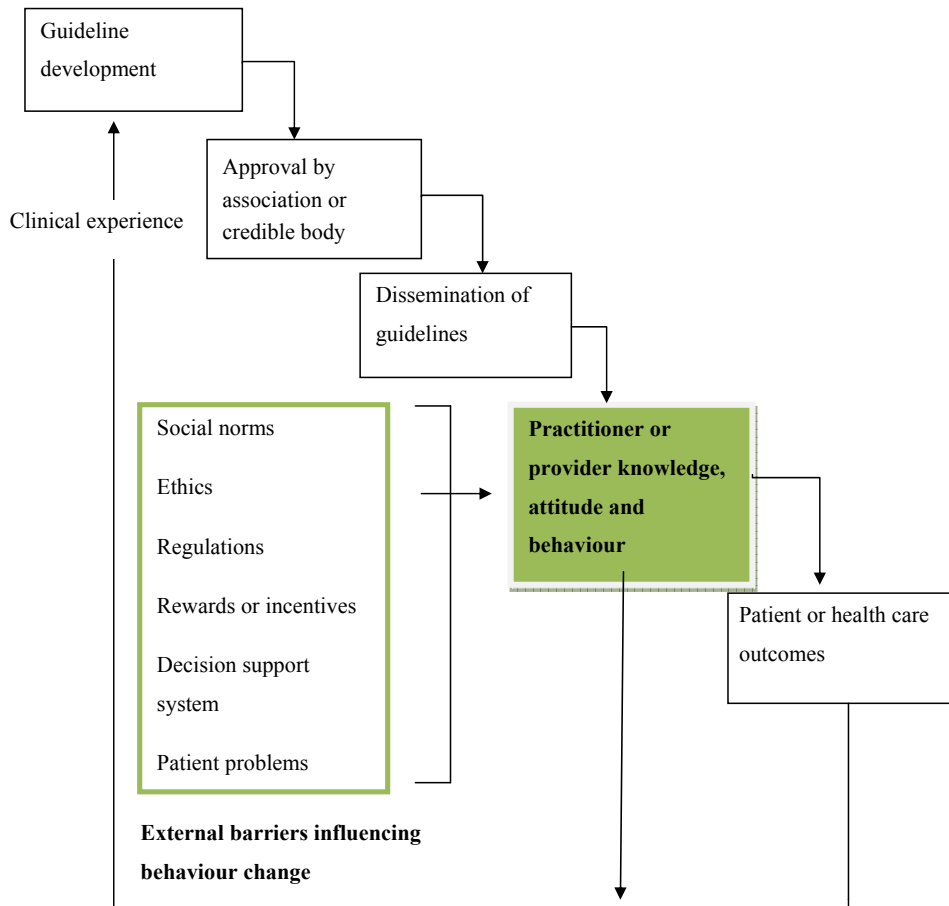 Guideline
development
Approval by
association or
credible body
Clinical experience
Dissemination of
guidelines
Social norms
Ethics
Regulations
Rewards or incentives
Decision support
system
Patient problems
Practitioner or
provider knowledge,
attitude and
behaviour
Patient or health care
outcomes
External barriers influencing
behaviour change